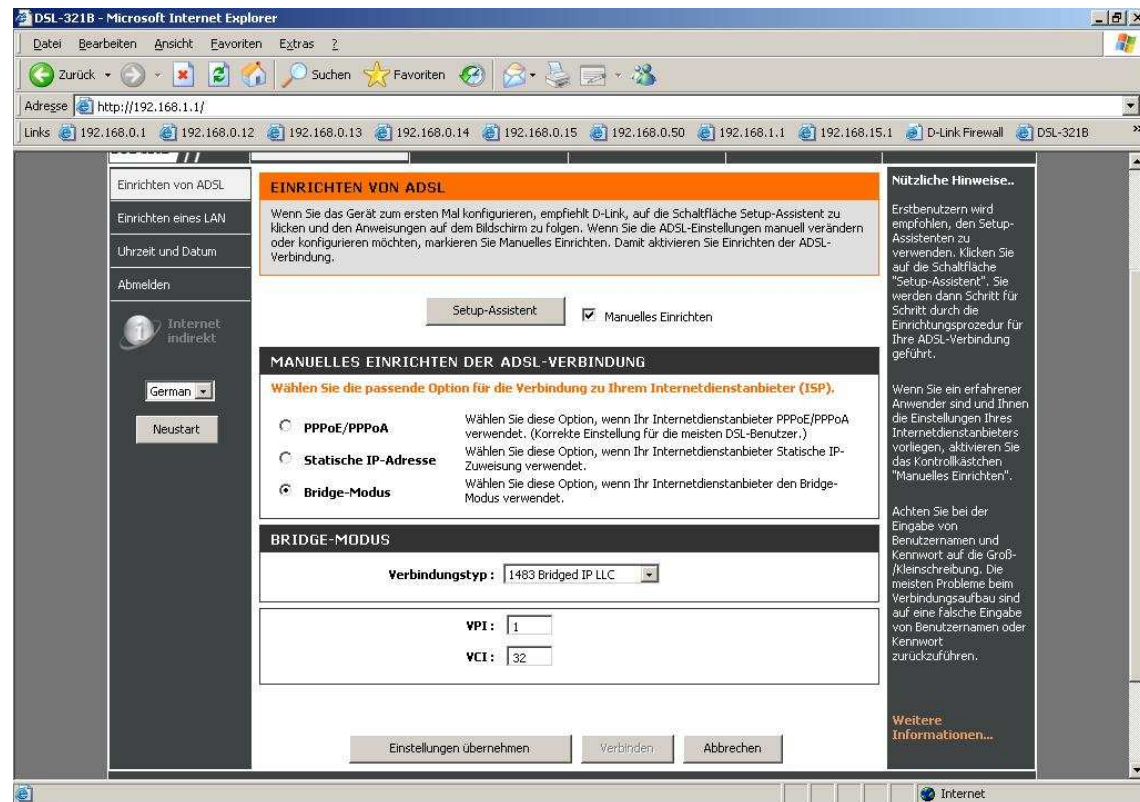 DSL-321B - Microsoft Internet Explorer
Datei Bearbeiten Ansicht Favoriten Extras ?
Zurück Suchen Favoriten
Adresse http://192.168.1.1/
Links 192.168.0.1 192.168.0.12 192.168.0.13 192.168.0.14 192.168.0.15 192.168.0.50 192.168.1.1 192.168.15.1 D-Link Firewall DSL-321B »
Einrichten von ADSL
Einrichten eines LAN
Uhrzeit und Datum
Abmelden
Internet
indirekt
German
Neustart
EINRICHTEN VON ADSL
Wenn Sie das Gerät zum ersten Mal konfigurieren, empfiehlt D-Link, auf die Schaltfläche Setup-Assistent zu
klicken und den Anweisungen auf dem Bildschirm zu folgen. Wenn Sie die ADSL-Einstellungen manuell verändern
oder konfigurieren möchten, markieren Sie Manuelles Einrichten. Damit aktivieren Sie Einrichten der ADSL-
Verbindung.
Setup-Assistent Manuelles Einrichten
MANUELLES EINRICHTEN DER ADSL-VERBINDUNG
Wählen Sie die passende Option für die Verbindung zu Ihrem Internetdienstanbieter (ISP).
PPPoE/PPPoA
Wählen Sie diese Option, wenn Ihr Internetdienstanbieter PPPoE/PPPoA
verwendet. (Korrekte Einstellung für die meisten DSL-Benutzer.)
Statische IP-Adresse
Wählen Sie diese Option, wenn Ihr Internetdienstanbieter Statische IP-
Zuweisung verwendet.
Bridge-Modus
Wählen Sie diese Option, wenn Ihr Internetdienstanbieter den Bridge-
Modus verwendet.
BRIDGE-MODUS
Verbindungstyp : 1483 Bridged IP LLC
VPI : 1
VCI : 32
Einstellungen übernehmen Verbinden Abbrechen
Nützliche Hinweise..
Erstbenutzern wird
empfohlen, den Setup-
Assistenten zu
verwenden. Klicken Sie
auf die Schaltfläche
"Setup-Assistent". Sie
werden dann Schritt für
Schritt durch die
Einrichtungsprozedur für
Ihre ADSL-Verbindung
geführt.
Wenn Sie ein erfahrener
Anwender sind und Ihnen
die Einstellungen Ihres
Internetdienstanbieters
vorliegen, aktivieren Sie
das Kontrollkästchen
"Manuelles Einrichten".
Achten Sie bei der
Eingabe von
Benutzernamen und
Kennwort auf die Groß-
/Kleinschreibung. Die
meisten Probleme beim
Verbindungsaufbau sind
auf eine falsche Eingabe
von Benutzernamen oder
Kennwort
zurückzuführen.
Weitere
Informationen...
Internet